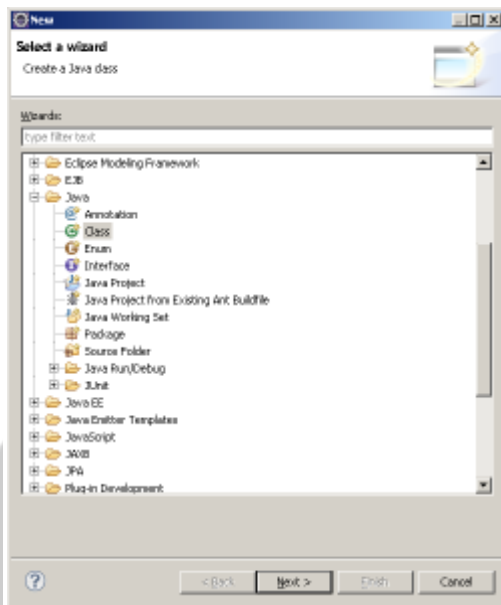 New
Select a wizard
Create a Java class
Wizards:
type filter text
Eclipse Modeling Framework
EJB
Java
Annotation
Class
Enum
Interface
Java Project
Java Project from Existing Ant Buildfile
Java Working Set
Package
Source Folder
Java Run/Debug
JUnit
Java EE
Java Emitter Templates
JavaScript
JAXB
JPA
Plug-in Development
? < Back Next > Finish Cancel